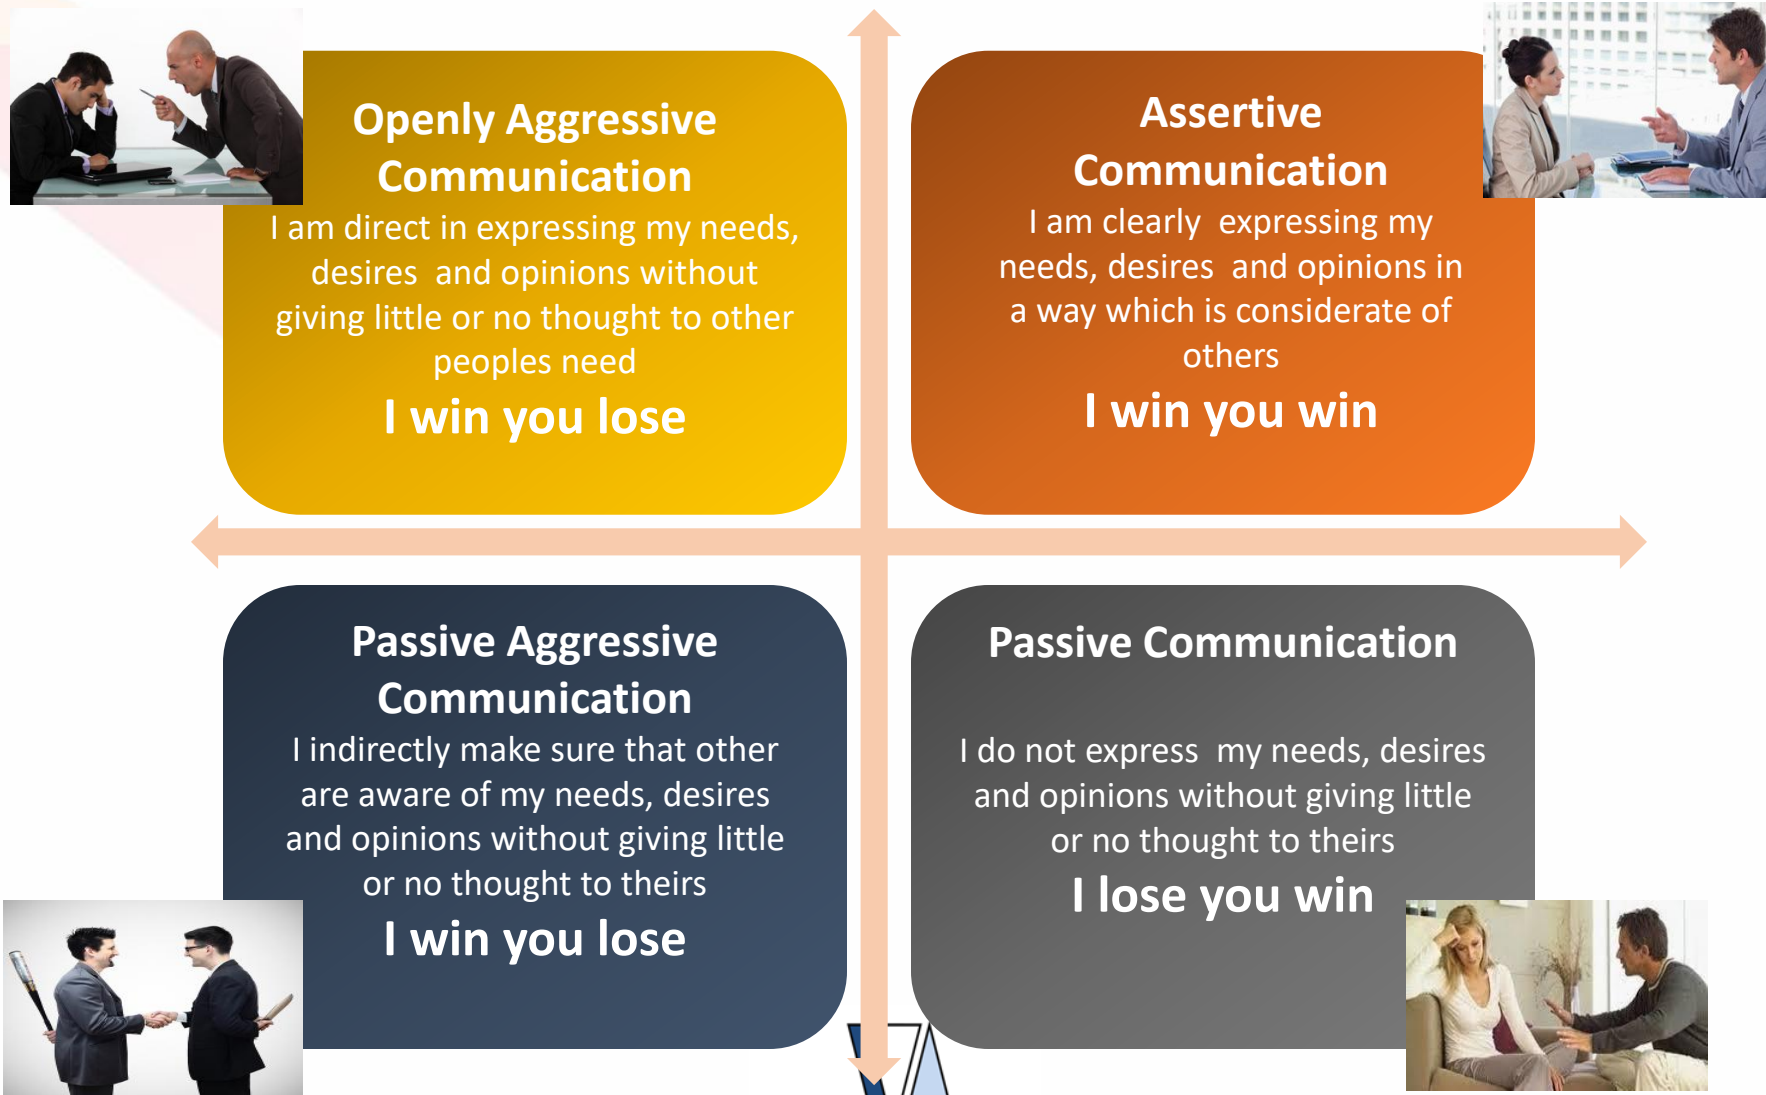 Openly Aggressive
Communication
I am direct in expressing my needs,
desires and opinions without
giving little or no thought to other
peoples need
I win you lose
Assertive
Communication
I am clearly expressing my
needs, desires and opinions in
a way which is considerate of
others
I win you win
Passive Aggressive
Communication
I indirectly make sure that other
are aware of my needs, desires
and opinions without giving little
or no thought to theirs
I win you lose
Passive Communication
I do not express my needs, desires
and opinions without giving little
or no thought to theirs
I lose you win